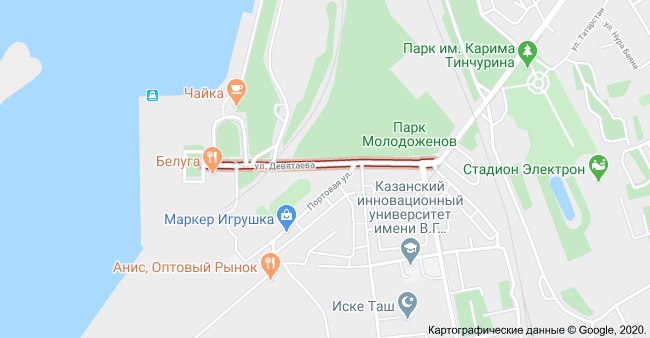 Парк им. Карима
Тинчурина
ул. Татарстан
ул. Нура Баяна
Чайка
Парк
Молодоженов
Белуга
ул. Девятаева
Стадион Электрон
Портовая ул.
Казанский
инновационный
университет
имени В.Г...
Маркер Игрушка
Анис, Оптовый Рынок
Иске Таш
Картографические данные © Google, 2020.